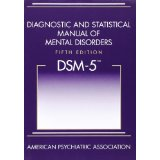 DIAGNOSTIC AND STATISTICAL
MANUAL OF
MENTAL DISORDERS
FIFTH EDITION
DSM-5™
AMERICAN PSYCHIATRIC ASSOCIATION